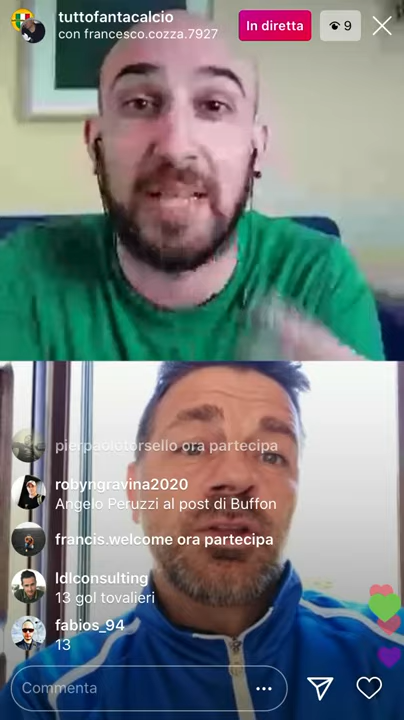 tuttofantacalcio
con francesco.cozza.7927
In diretta
9
pierpaolotorsello ora partecipa
robyngravina2020
Angelo Peruzzi al post di Buffon
francis.welcome ora partecipa
ldlconsulting
13 gol tovalieri
fabios_94
13
Commenta